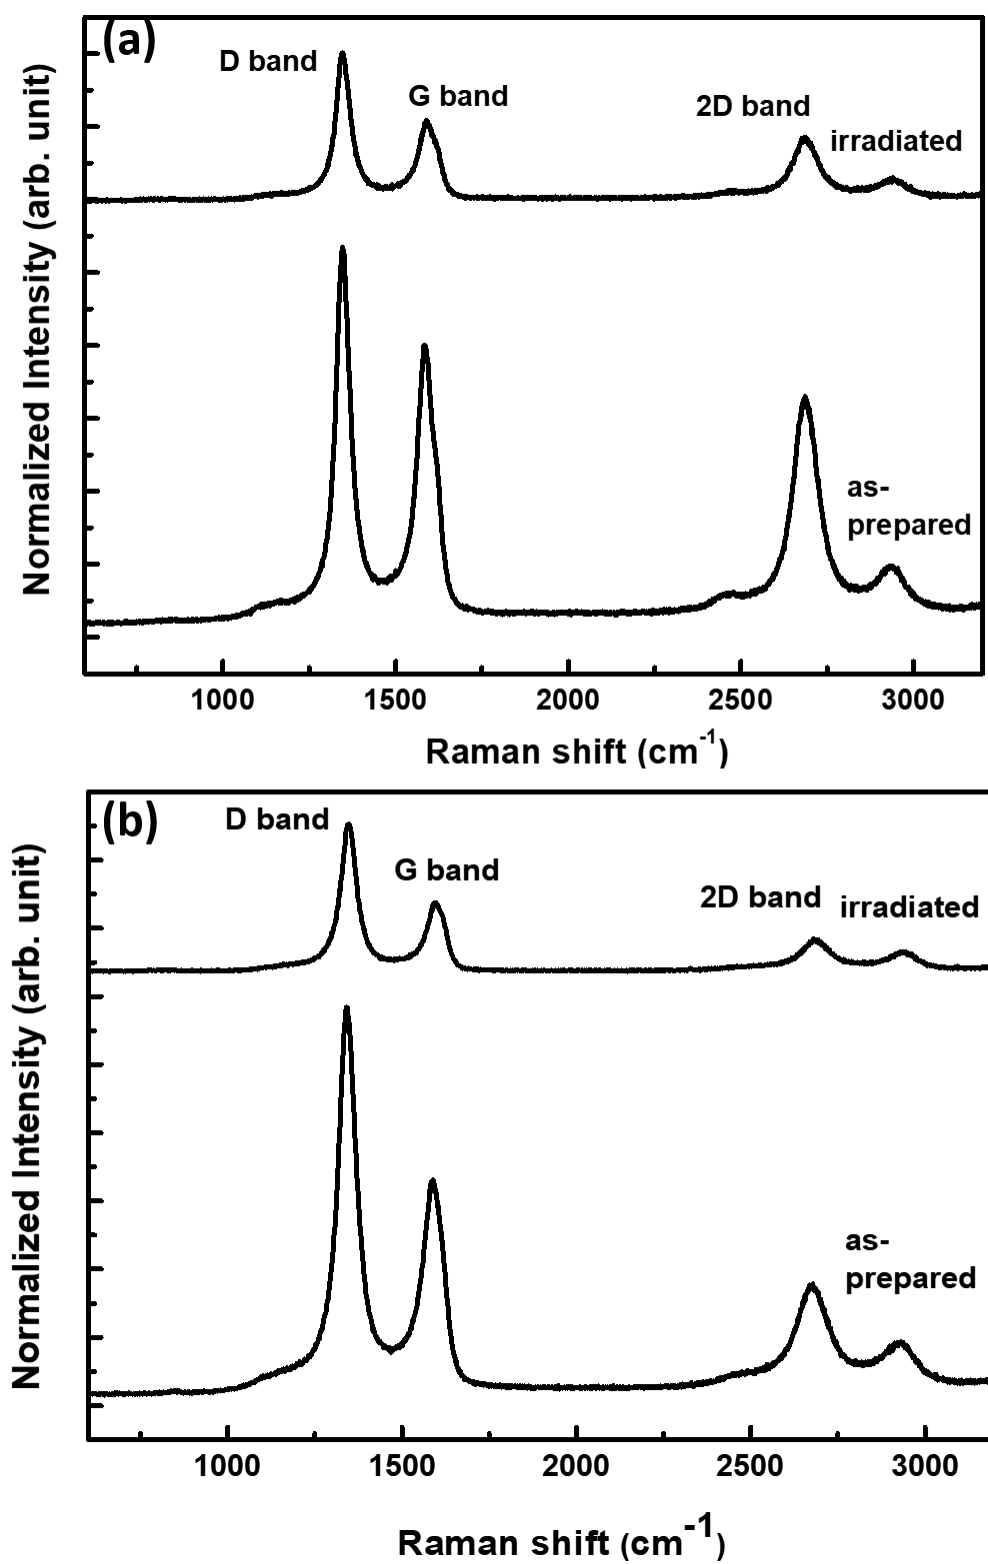 (a)
D band
G band
2D band
irradiated
as-
prepared
Normalized Intensity (arb. unit)
1000 1500 2000 2500 3000
Raman shift (cm-1)
(b)
D band
G band
2D band
irradiated
as-
prepared
Normalized Intensity (arb. unit)
1000 1500 2000 2500 3000
Raman shift (cm-1)